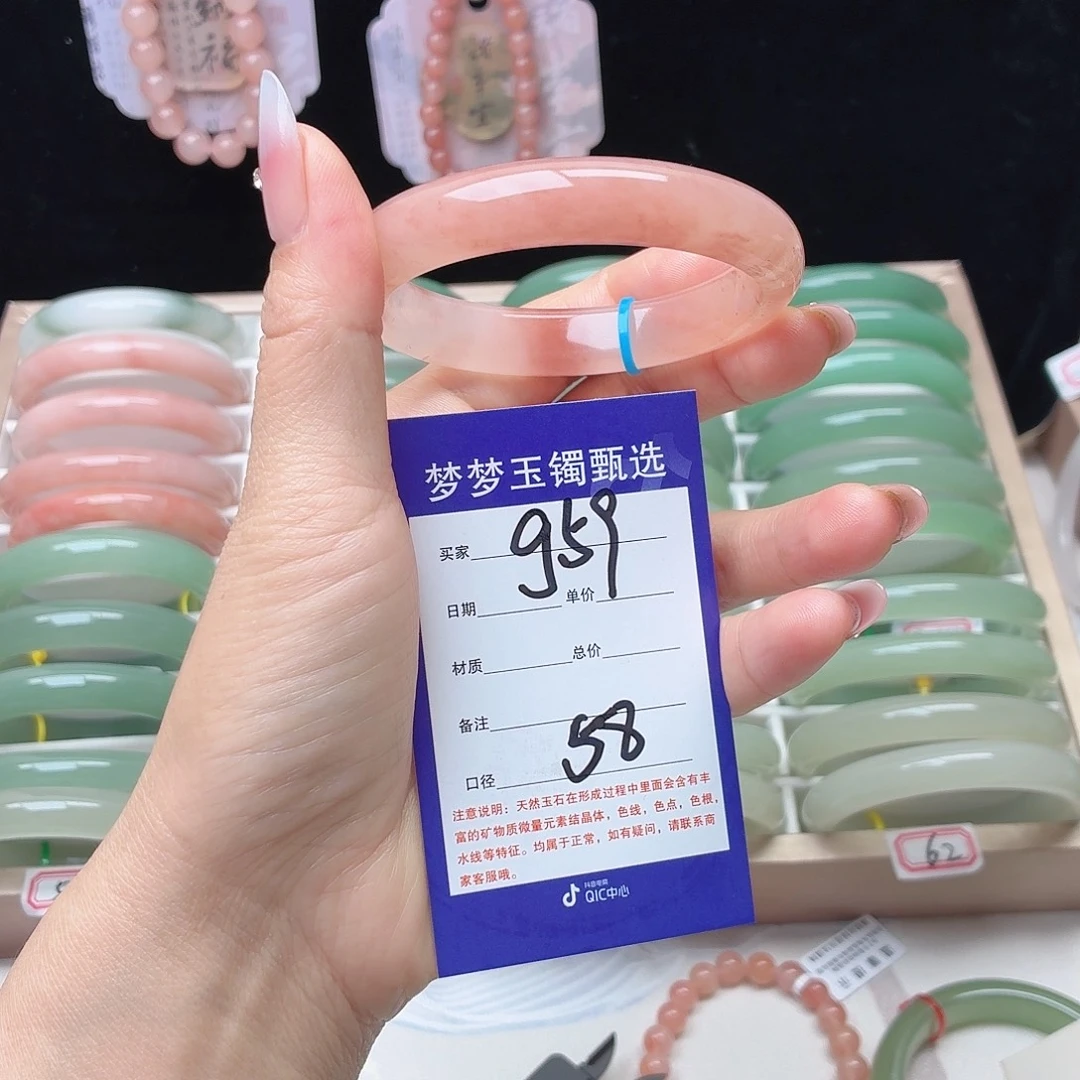 梦梦玉镯甄选
买家 959
日期 单价
材质 总价
备注
口径 58
注意说明：天然玉石在形成过程中里面会含有丰
富的矿物质微量元素结晶体，色线，色点，色根，
水线等特征。均属于正常，如有疑问，请联系商
家客服哦。
抖音电商
QIC中心
62